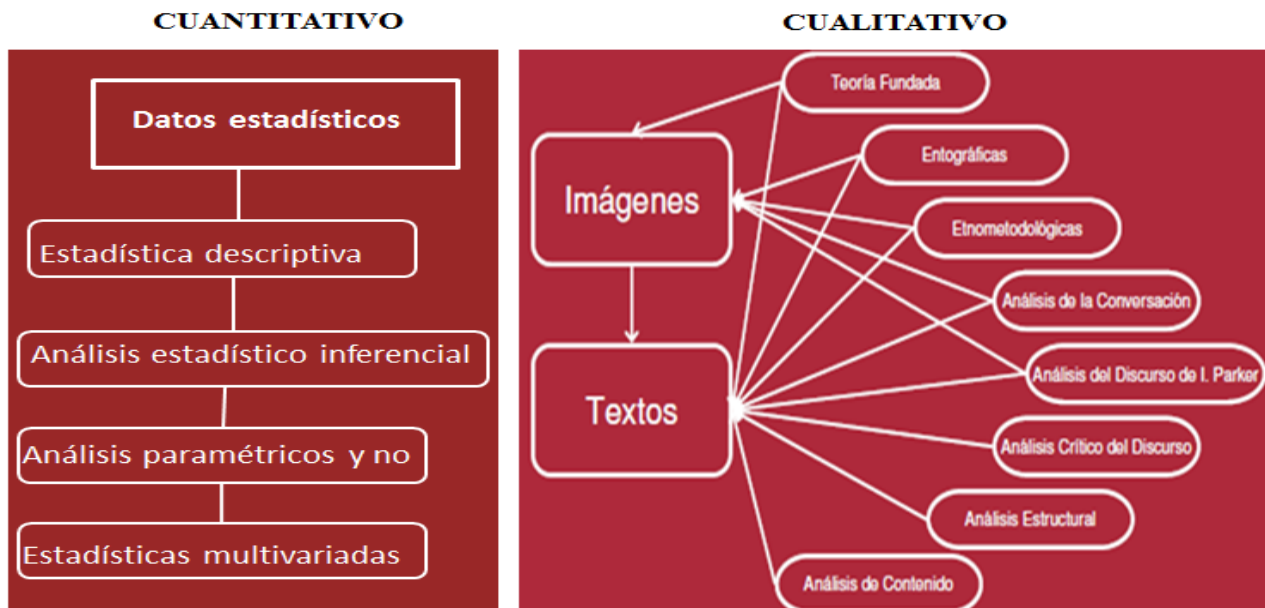 CUANTITATIVO
Datos estadísticos
Estadística descriptiva
Análisis estadístico inferencial
Análisis paramétricos y no
Estadísticas multivariadas
CUALITATIVO
Imágenes
Textos
Teoría Fundada
Entográficas
Etnometodológicas
Análisis de la Conversación
Análisis del Discurso de I. Parker
Análisis Crítico del Discurso
Análisis Estructural
Análisis de Contenido